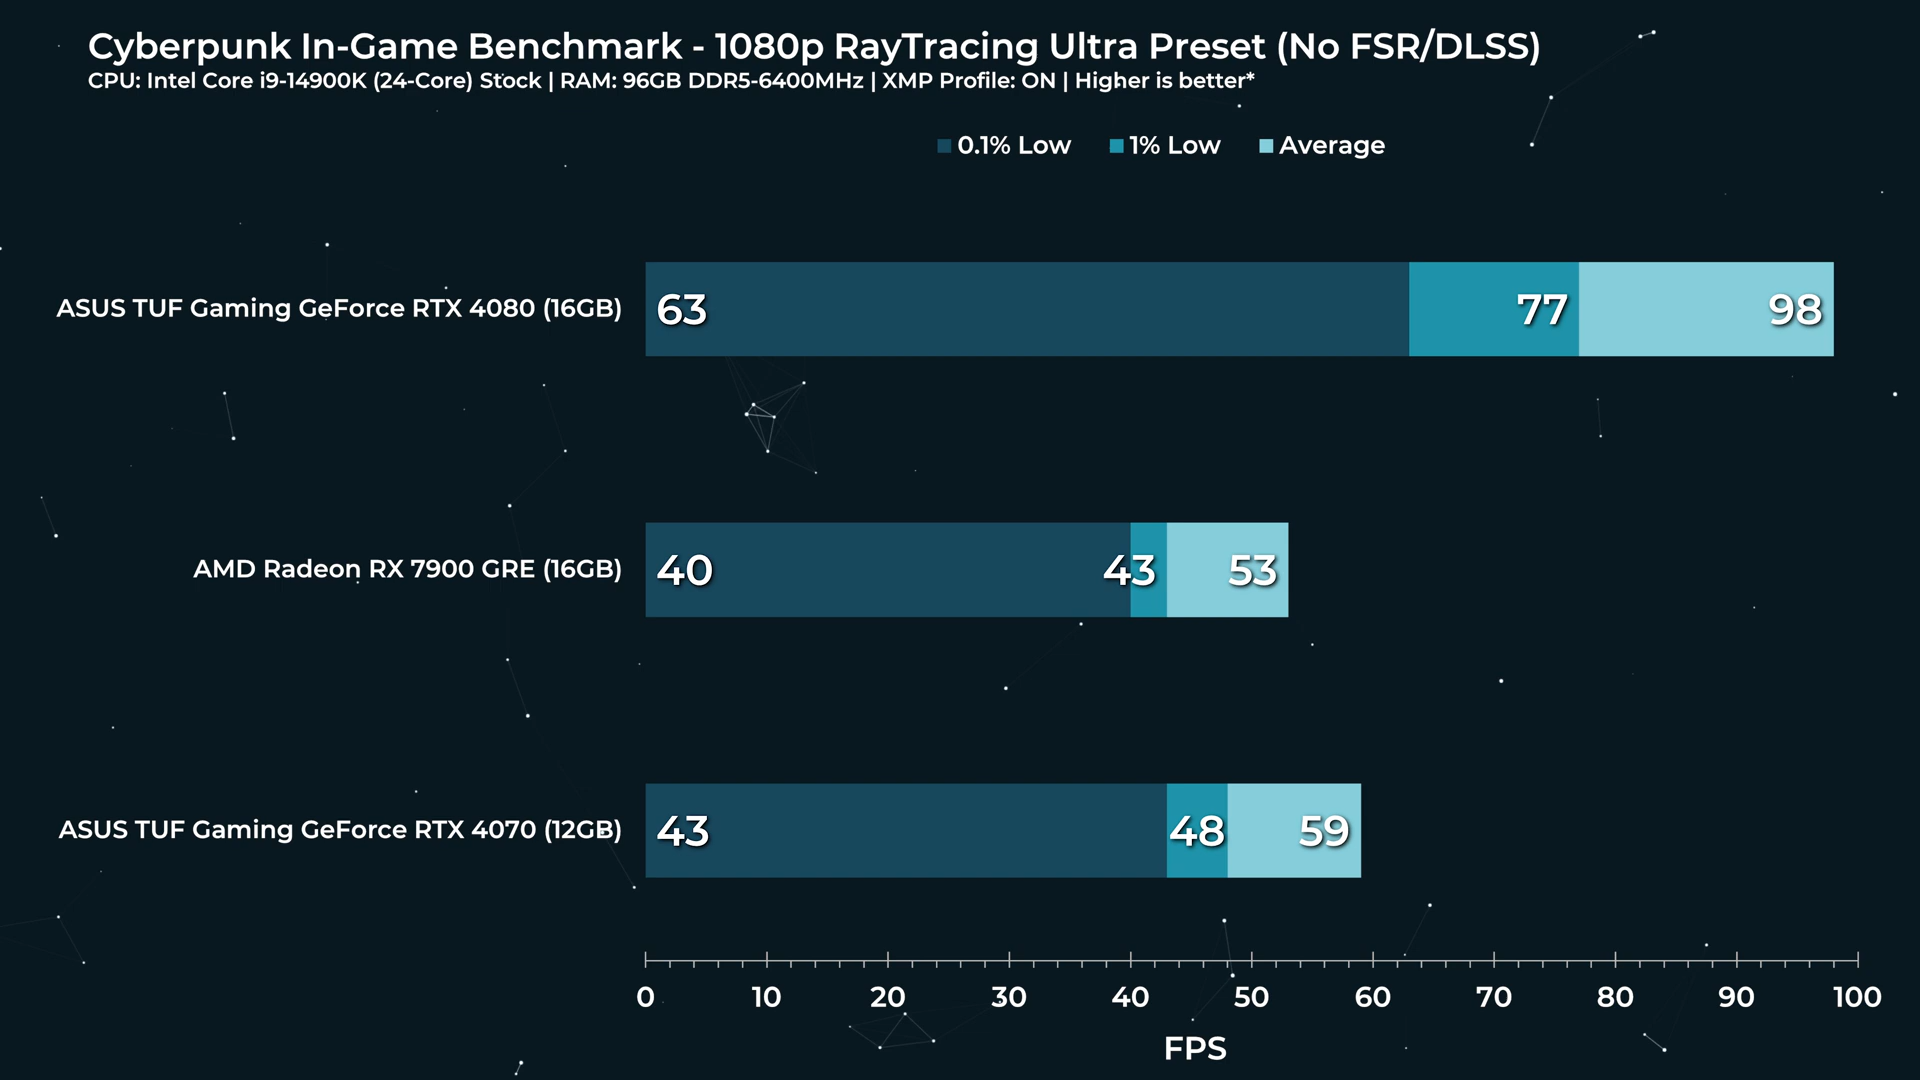 Cyberpunk In-Game Benchmark - 1080p RayTracing Ultra Preset (No FSR/DLSS)
CPU: Intel Core i9-14900K (24-Core) Stock | RAM: 96GB DDR5-6400MHz | XMP Profile: ON | Higher is better*
0.1% Low 1% Low Average
ASUS TUF Gaming GeForce RTX 4080 (16GB) 63 77 98
AMD Radeon RX 7900 GRE (16GB) 40 43 53
ASUS TUF Gaming GeForce RTX 4070 (12GB) 43 48 59
0 10 20 30 40 50 60 70 80 90 100
FPS